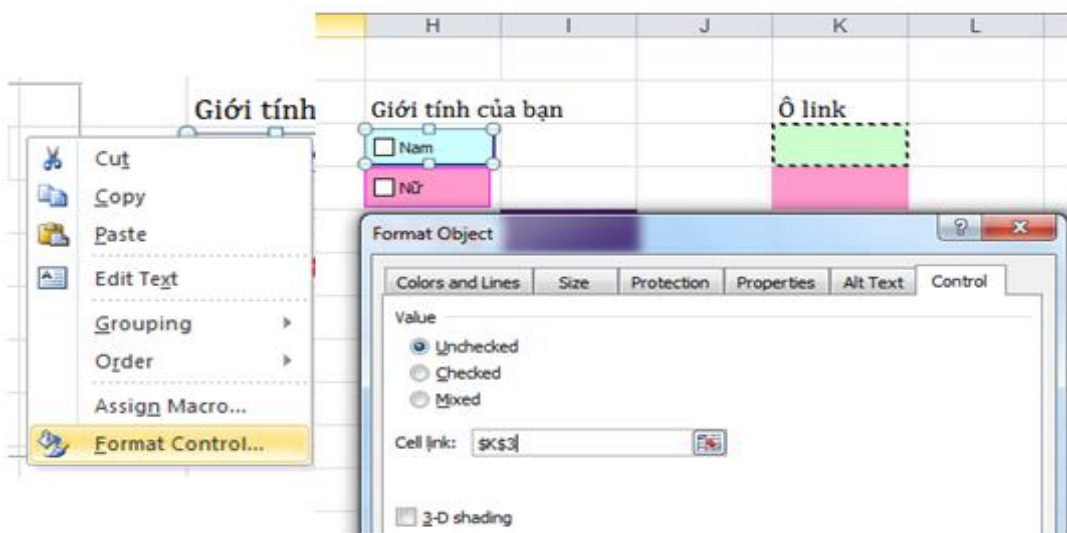 Giới tính
Cut
Copy
Paste
Edit Text
Grouping
Order
Assign Macro...
Format Control...
H I J K L
Giới tính của bạn Ô link
Nam
Nữ
Format Object
Colors and Lines Size Protection Properties Alt Text Control
Value
Unchecked
Checked
Mixed
Cell link: $K$3
3-D shading